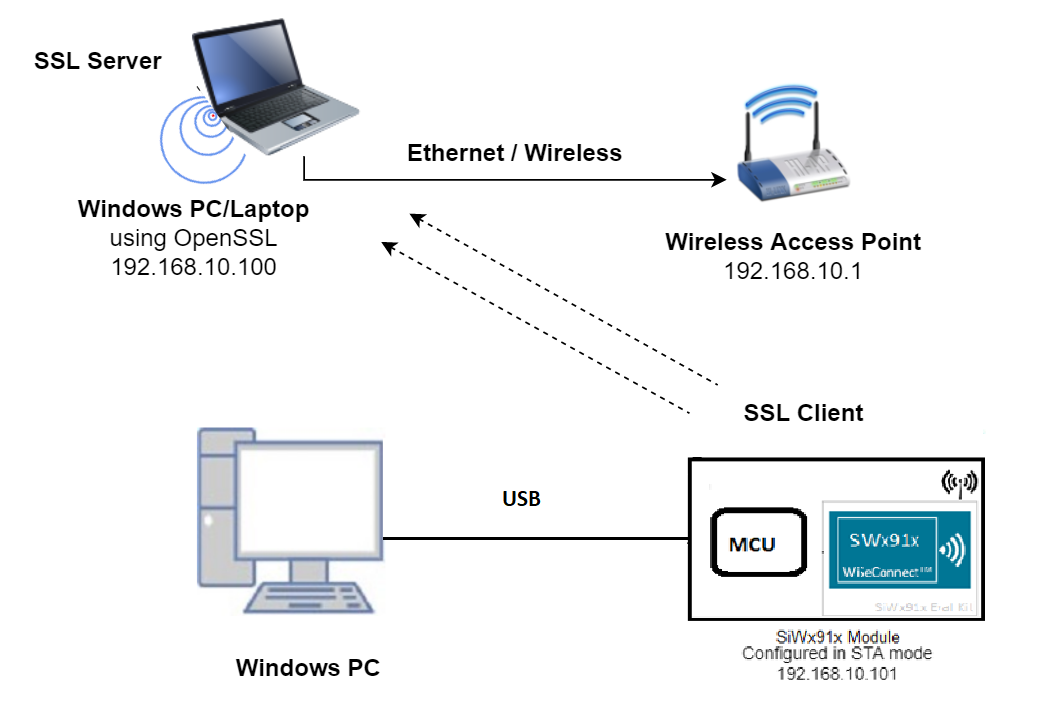 SSL Server
Ethernet / Wireless
Windows PC/Laptop
using OpenSSL
192.168.10.100
Wireless Access Point
192.168.10.1
SSL Client
USB
MCU
SWx91x
WiSeConnect™
SiWx91x Eval Kit
SiWx91x Module
Configured in STA mode
192.168.10.101
Windows PC